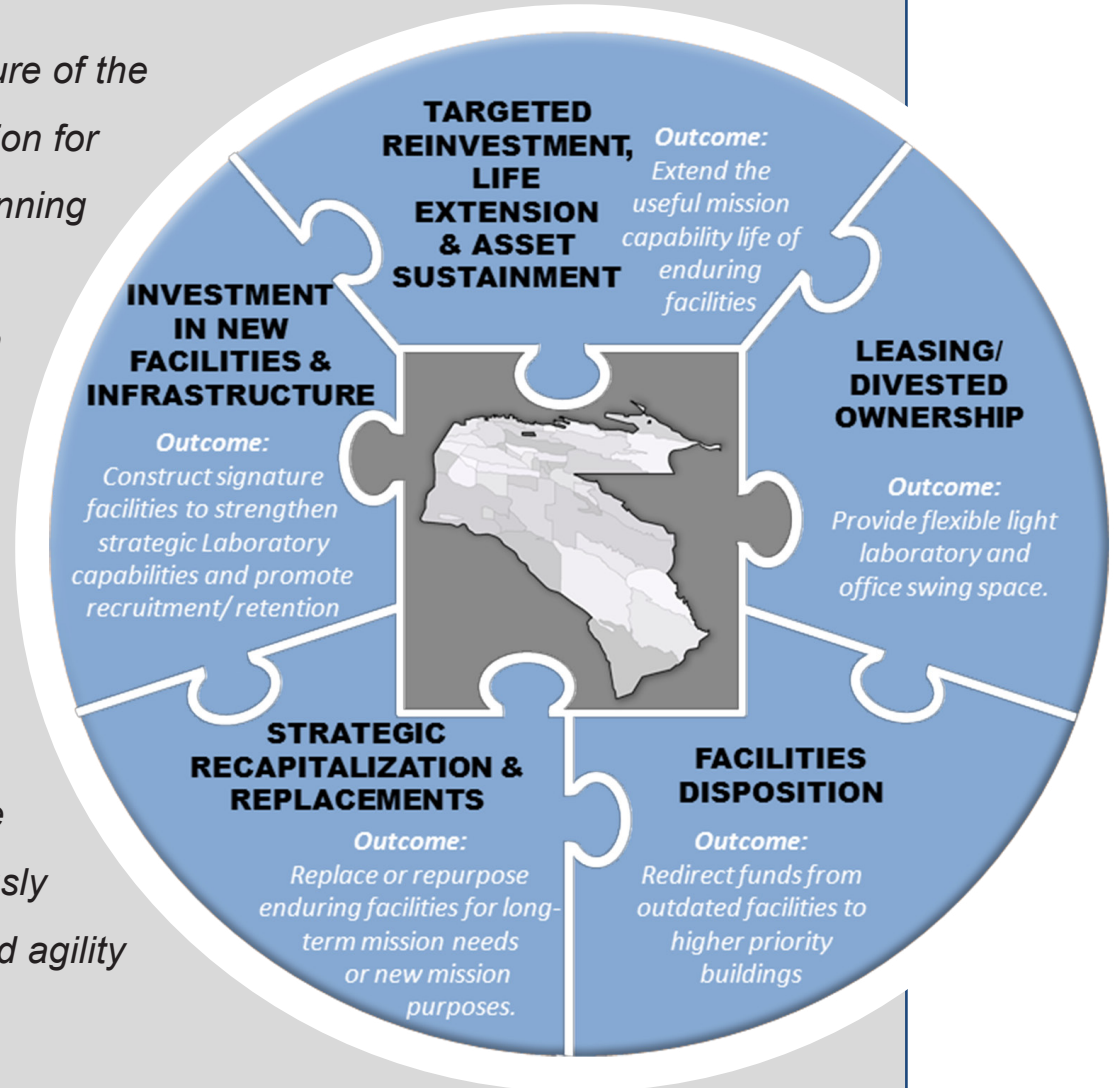 ure of the
ion for
nning
e
sly
d agility
TARGETED
REINVESTMENT,
LIFE
EXTENSION
& ASSET
SUSTAINMENT
Outcome:
Extend the
useful mission
capability life of
enduring
facilities
INVESTMENT
IN NEW
FACILITIES &
INFRASTRUCTURE
Outcome:
Construct signature
facilities to strengthen
strategic Laboratory
capabilities and promote
recruitment/ retention
LEASING/
DIVESTED
OWNERSHIP
Outcome:
Provide flexible light
laboratory and
office swing space.
STRATEGIC
RECAPITALIZATION &
REPLACEMENTS
Outcome:
Replace or repurpose
enduring facilities for long-
term mission needs
or new mission
purposes.
FACILITIES
DISPOSITION
Outcome:
Redirect funds from
outdated facilities to
higher priority
buildings